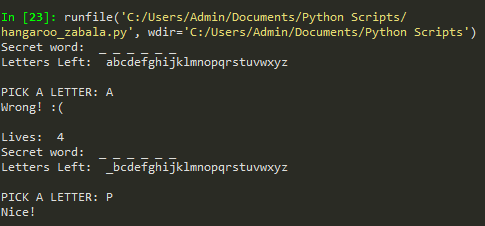 In [23]: runfile('C:/Users/Admin/Documents/Python Scripts/
hangaroo_zabala.py', wdir='C:/Users/Admin/Documents/Python Scripts')
Secret word:  _ _ _ _ _ _
Letters Left:  abcdefghijklmnopqrstuvwxyz
PICK A LETTER: A
Wrong! :(
Lives:  4
Secret word:  _ _ _ _ _ _
Letters Left:  _bcdefghijklmnopqrstuvwxyz
PICK A LETTER: P
Nice!